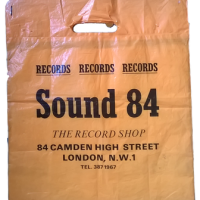 RECORDS RECORDS RECORDS
Sound 84
THE RECORD SHOP
84 CAMDEN HIGH STREET
LONDON, N.W.1
TEL. 387 1967